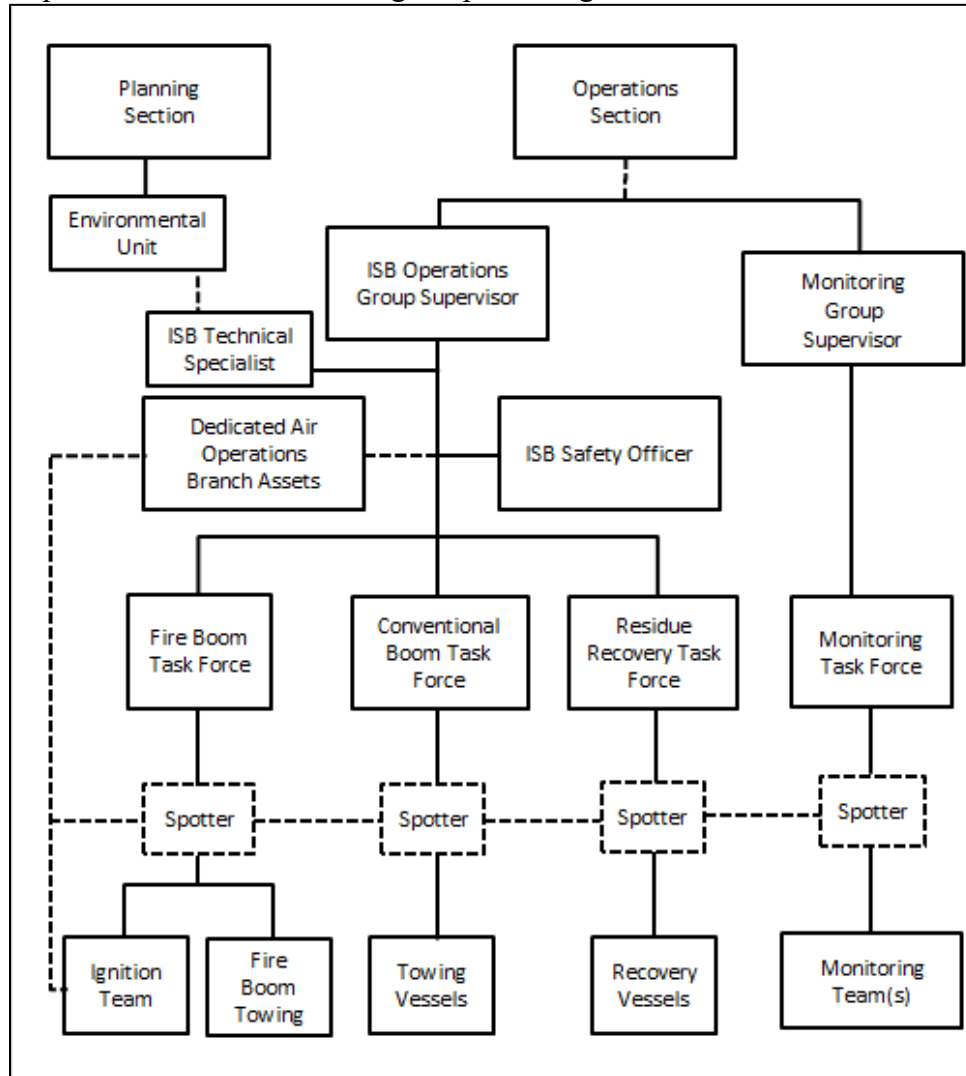 Planning
Section
Operations
Section
Environmental
Unit
ISB Operations
Group Supervisor
Monitoring
Group
Supervisor
ISB Technical
Specialist
Dedicated Air
Operations
Branch Assets
ISB Safety Officer
Fire Boom
Task Force
Conventional
Boom Task
Force
Residue
Recovery Task
Force
Monitoring
Task Force
Spotter
Spotter
Spotter
Spotter
Ignition
Team
Fire
Boom
Towing
Towing
Vessels
Recovery
Vessels
Monitoring
Team(s)